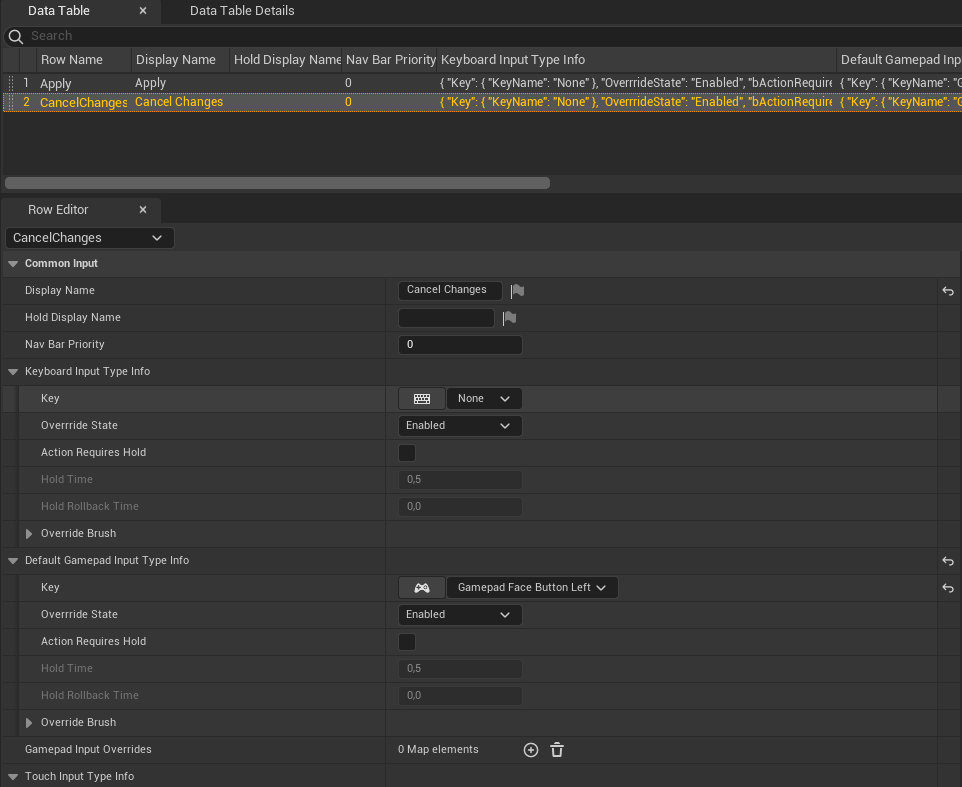 Data Table × Data Table Details
Search
Row Name Display Name Hold Display Name Nav Bar Priority Keyboard Input Type Info Default Gamepad Inp
1 Apply Apply 0 { "Key": { "KeyName": "None" }, "OverrrideState": "Enabled", "bActionRequire { "Key": { "KeyName": "G
2 CancelChanges Cancel Changes 0 { "Key": { "KeyName": "None" }, "OverrrideState": "Enabled", "bActionRequire { "Key": { "KeyName": "G
Row Editor ×
CancelChanges
Common Input
Display Name Cancel Changes
Hold Display Name
Nav Bar Priority 0
Keyboard Input Type Info
Key None
Overrride State Enabled
Action Requires Hold
Hold Time 0,5
Hold Rollback Time 0,0
Override Brush
Default Gamepad Input Type Info
Key Gamepad Face Button Left
Overrride State Enabled
Action Requires Hold
Hold Time 0,5
Hold Rollback Time 0,0
Override Brush
Gamepad Input Overrides 0 Map elements
Touch Input Type Info